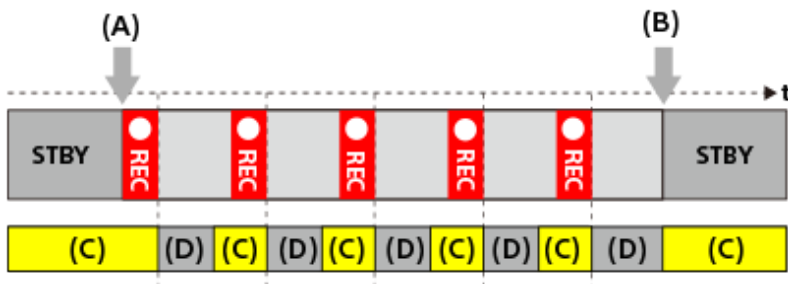 (A) (B)
t
STBY REC REC REC REC REC STBY
(C) (D) (C) (D) (C) (D) (C) (D) (C) (D) (C)